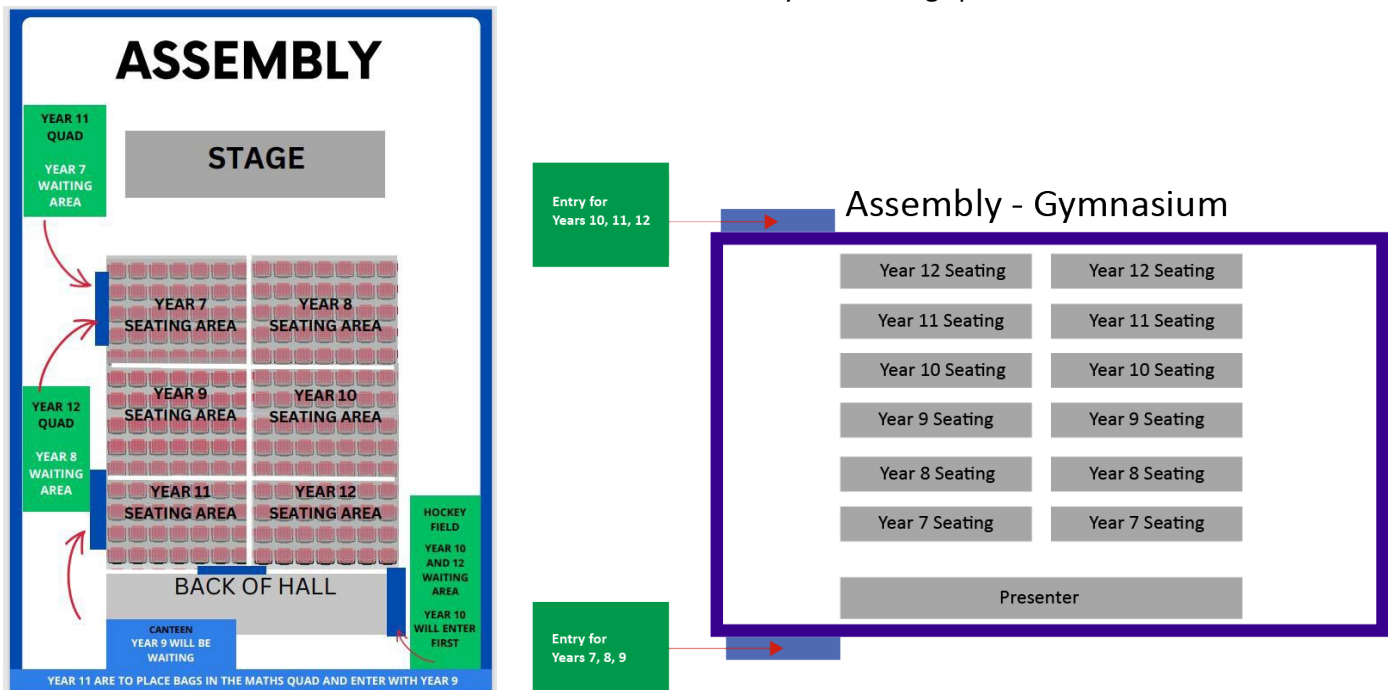 ASSEMBLY
YEAR 11
QUAD
YEAR 7
WAITING
AREA
STAGE
YEAR 7
SEATING AREA
YEAR 8
SEATING AREA
YEAR 9
SEATING AREA
YEAR 10
SEATING AREA
YEAR 12
QUAD
YEAR 8
WAITING
AREA
YEAR 11
SEATING AREA
YEAR 12
SEATING AREA
HOCKEY
FIELD
YEAR 10
AND 12
WAITING
AREA
YEAR 10
WILL ENTER
FIRST
BACK OF HALL
CANTEEN
YEAR 9 WILL BE
WAITING
YEAR 11 ARE TO PLACE BAGS IN THE MATHS QUAD AND ENTER WITH YEAR 9
Entry for
Years 10, 11, 12
Assembly - Gymnasium
Year 12 Seating
Year 12 Seating
Year 11 Seating
Year 11 Seating
Year 10 Seating
Year 10 Seating
Year 9 Seating
Year 9 Seating
Year 8 Seating
Year 8 Seating
Year 7 Seating
Year 7 Seating
Presenter
Entry for
Years 7, 8, 9